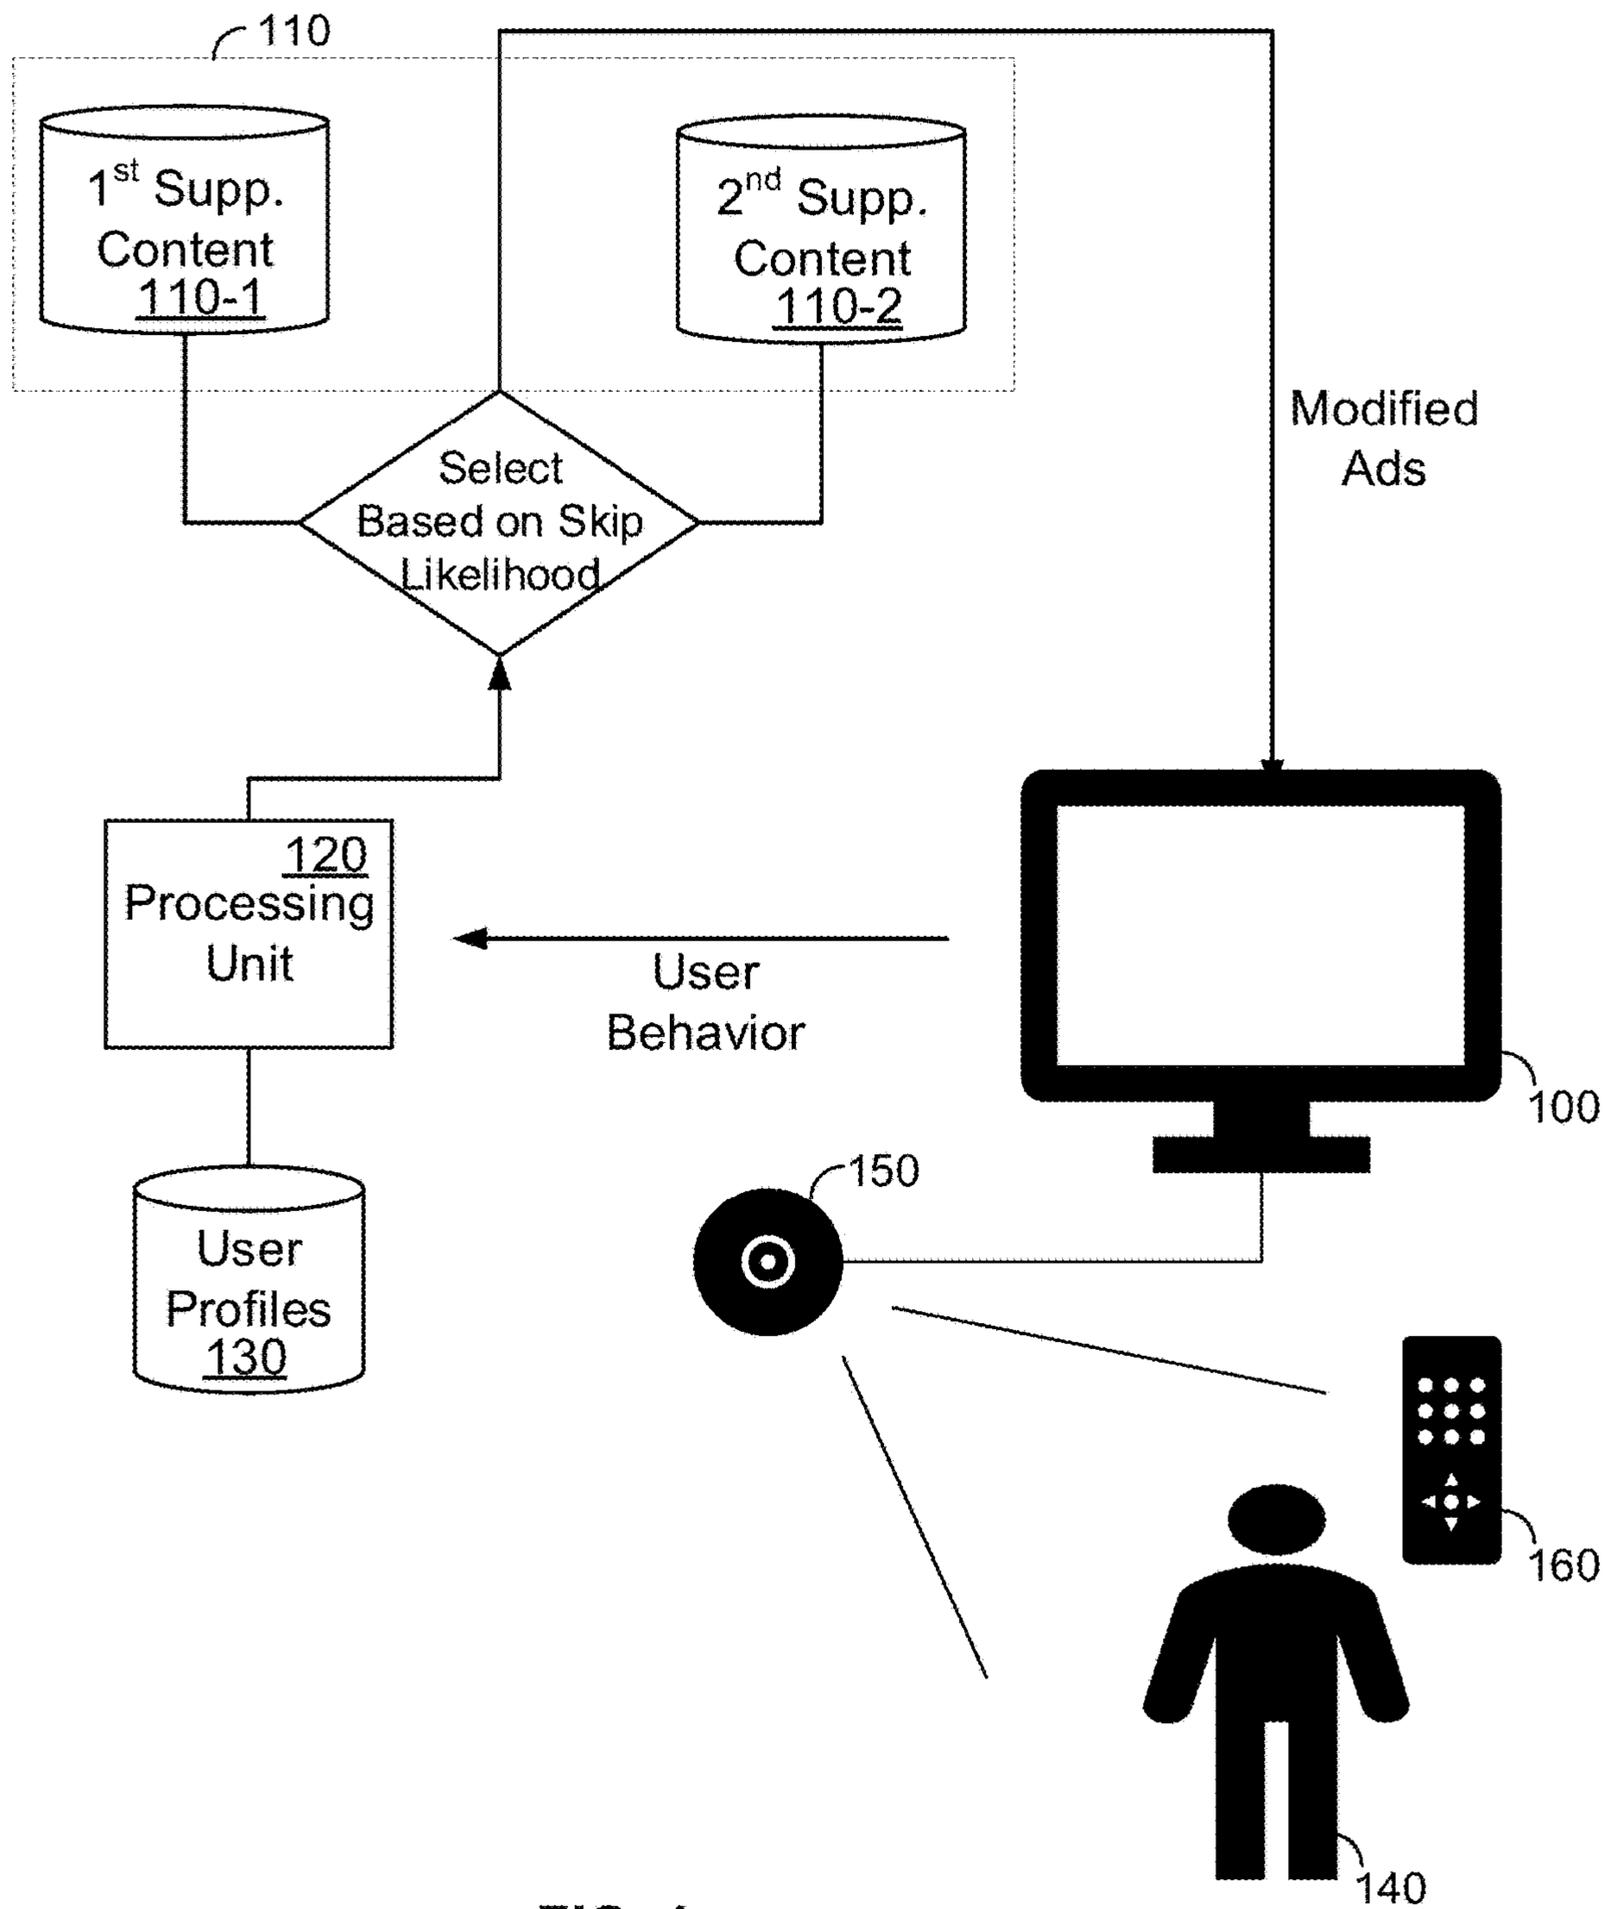 110
1st Supp.
Content
110-1
2nd Supp.
Content
110-2
Select
Based on Skip
Likelihood
Modified
Ads
120
Processing
Unit
User
Behavior
100
150
User
Profiles
130
160
140